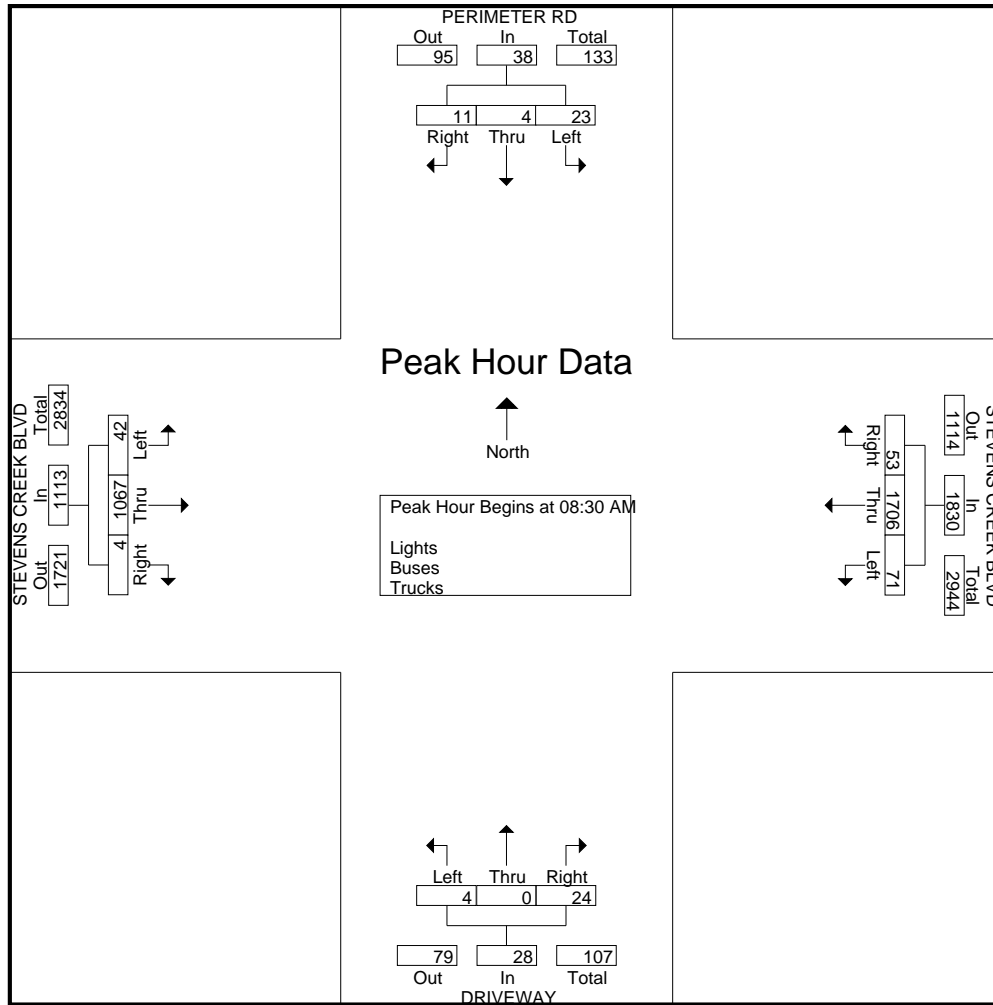 PERIMETER RD
Out In Total
95 38 133
11 4 23
Right Thru Left
Peak Hour Data
North
Peak Hour Begins at 08:30 AM
Lights
Buses
Trucks
STEVENS CREEK BLVD
Out In Total
1721 1113 2834
42 1067 4
Left Thru Right
STEVENS CREEK BLVD
Out In Total
1114 1830 2944
53 1706 71
Right Thru Left
Left Thru Right
4 0 24
79 28 107
Out In Total
DRIVEWAY